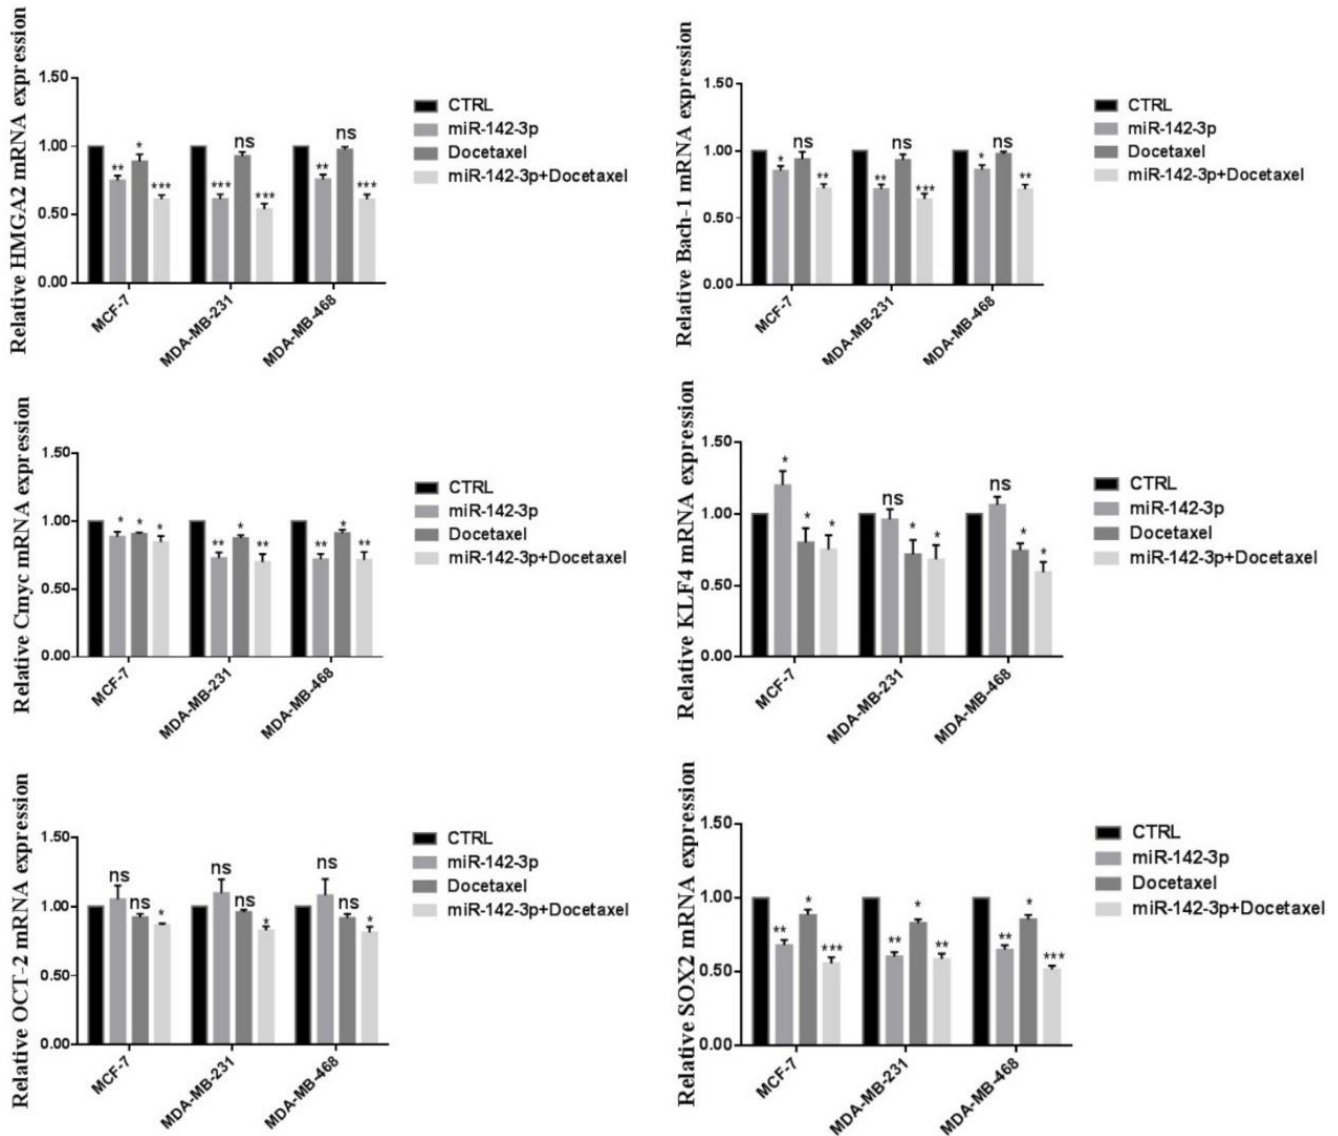 Relative HMGA2 mRNA expression
1.50
1.00
0.50
0.00
** * ***
*** ns ***
** ns ***
MCF-7
MDA-MB-231
MDA-MB-468
CTRL
miR-142-3p
Docetaxel
miR-142-3p+Docetaxel
Relative Bach-1 mRNA expression
1.50
1.00
0.50
0.00
* ns **
** ns ***
* ns **
MCF-7
MDA-MB-231
MDA-MB-468
CTRL
miR-142-3p
Docetaxel
miR-142-3p+Docetaxel
Relative Cmyc mRNA expression
1.50
1.00
0.50
0.00
* * *
** * **
** * **
MCF-7
MDA-MB-231
MDA-MB-468
CTRL
miR-142-3p
Docetaxel
miR-142-3p+Docetaxel
Relative KLF4 mRNA expression
1.50
1.00
0.50
0.00
* * *
ns * *
ns * *
MCF-7
MDA-MB-231
MDA-MB-468
CTRL
miR-142-3p
Docetaxel
miR-142-3p+Docetaxel
Relative OCT-2 mRNA expression
1.50
1.00
0.50
0.00
ns ns *
ns ns *
ns ns *
MCF-7
MDA-MB-231
MDA-MB-468
CTRL
miR-142-3p
Docetaxel
miR-142-3p+Docetaxel
Relative SOX2 mRNA expression
1.50
1.00
0.50
0.00
** * ***
** * **
** * ***
MCF-7
MDA-MB-231
MDA-MB-468
CTRL
miR-142-3p
Docetaxel
miR-142-3p+Docetaxel